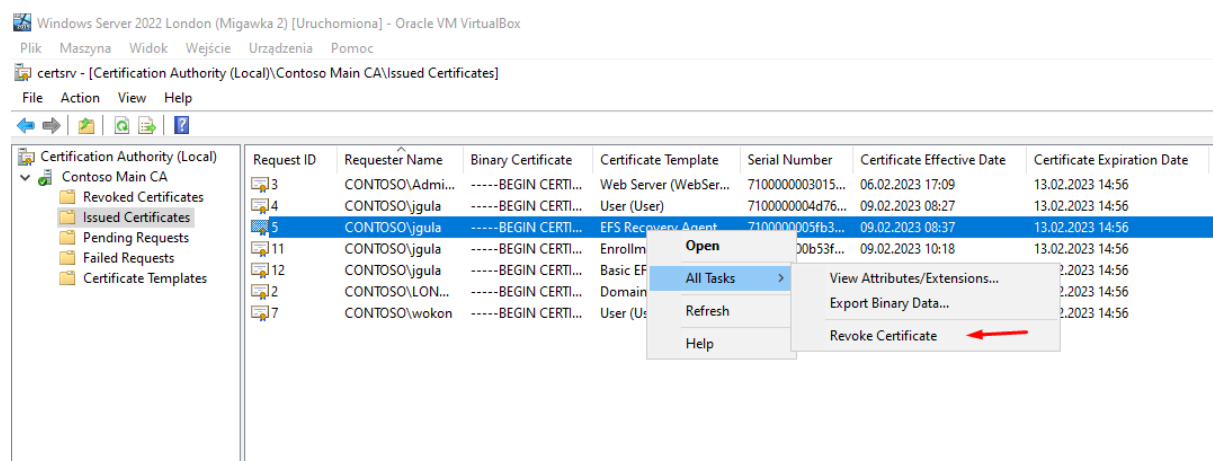 Windows Server 2022 London (Migawka 2) [Uruchomiona] - Oracle VM VirtualBox
Plik Maszyna Widok Wejście Urządzenia Pomoc
certsrv - [Certification Authority (Local)\Contoso Main CA\Issued Certificates]
File Action View Help
Certification Authority (Local)
Contoso Main CA
Revoked Certificates
Issued Certificates
Pending Requests
Failed Requests
Certificate Templates
Request ID Requester Name Binary Certificate Certificate Template Serial Number Certificate Effective Date Certificate Expiration Date
3 CONTOSO\Admi... -----BEGIN CERTI... Web Server (WebSer... 7100000003015... 06.02.2023 17:09 13.02.2023 14:56
4 CONTOSO\jgula -----BEGIN CERTI... User (User) 7100000004d76... 09.02.2023 08:27 13.02.2023 14:56
5 CONTOSO\jgula -----BEGIN CERTI... EFS Recovery Agent 7100000005fb3... 09.02.2023 08:37 13.02.2023 14:56
11 CONTOSO\jgula -----BEGIN CERTI... Enrollm 00b53f... 09.02.2023 10:18 13.02.2023 14:56
12 CONTOSO\jgula -----BEGIN CERTI... Basic EF 2.2023 14:56
2 CONTOSO\LON... -----BEGIN CERTI... Domain 2.2023 14:56
7 CONTOSO\wokon -----BEGIN CERTI... User (Us 2.2023 14:56
Open
All Tasks
Refresh
Help
View Attributes/Extensions...
Export Binary Data...
Revoke Certificate